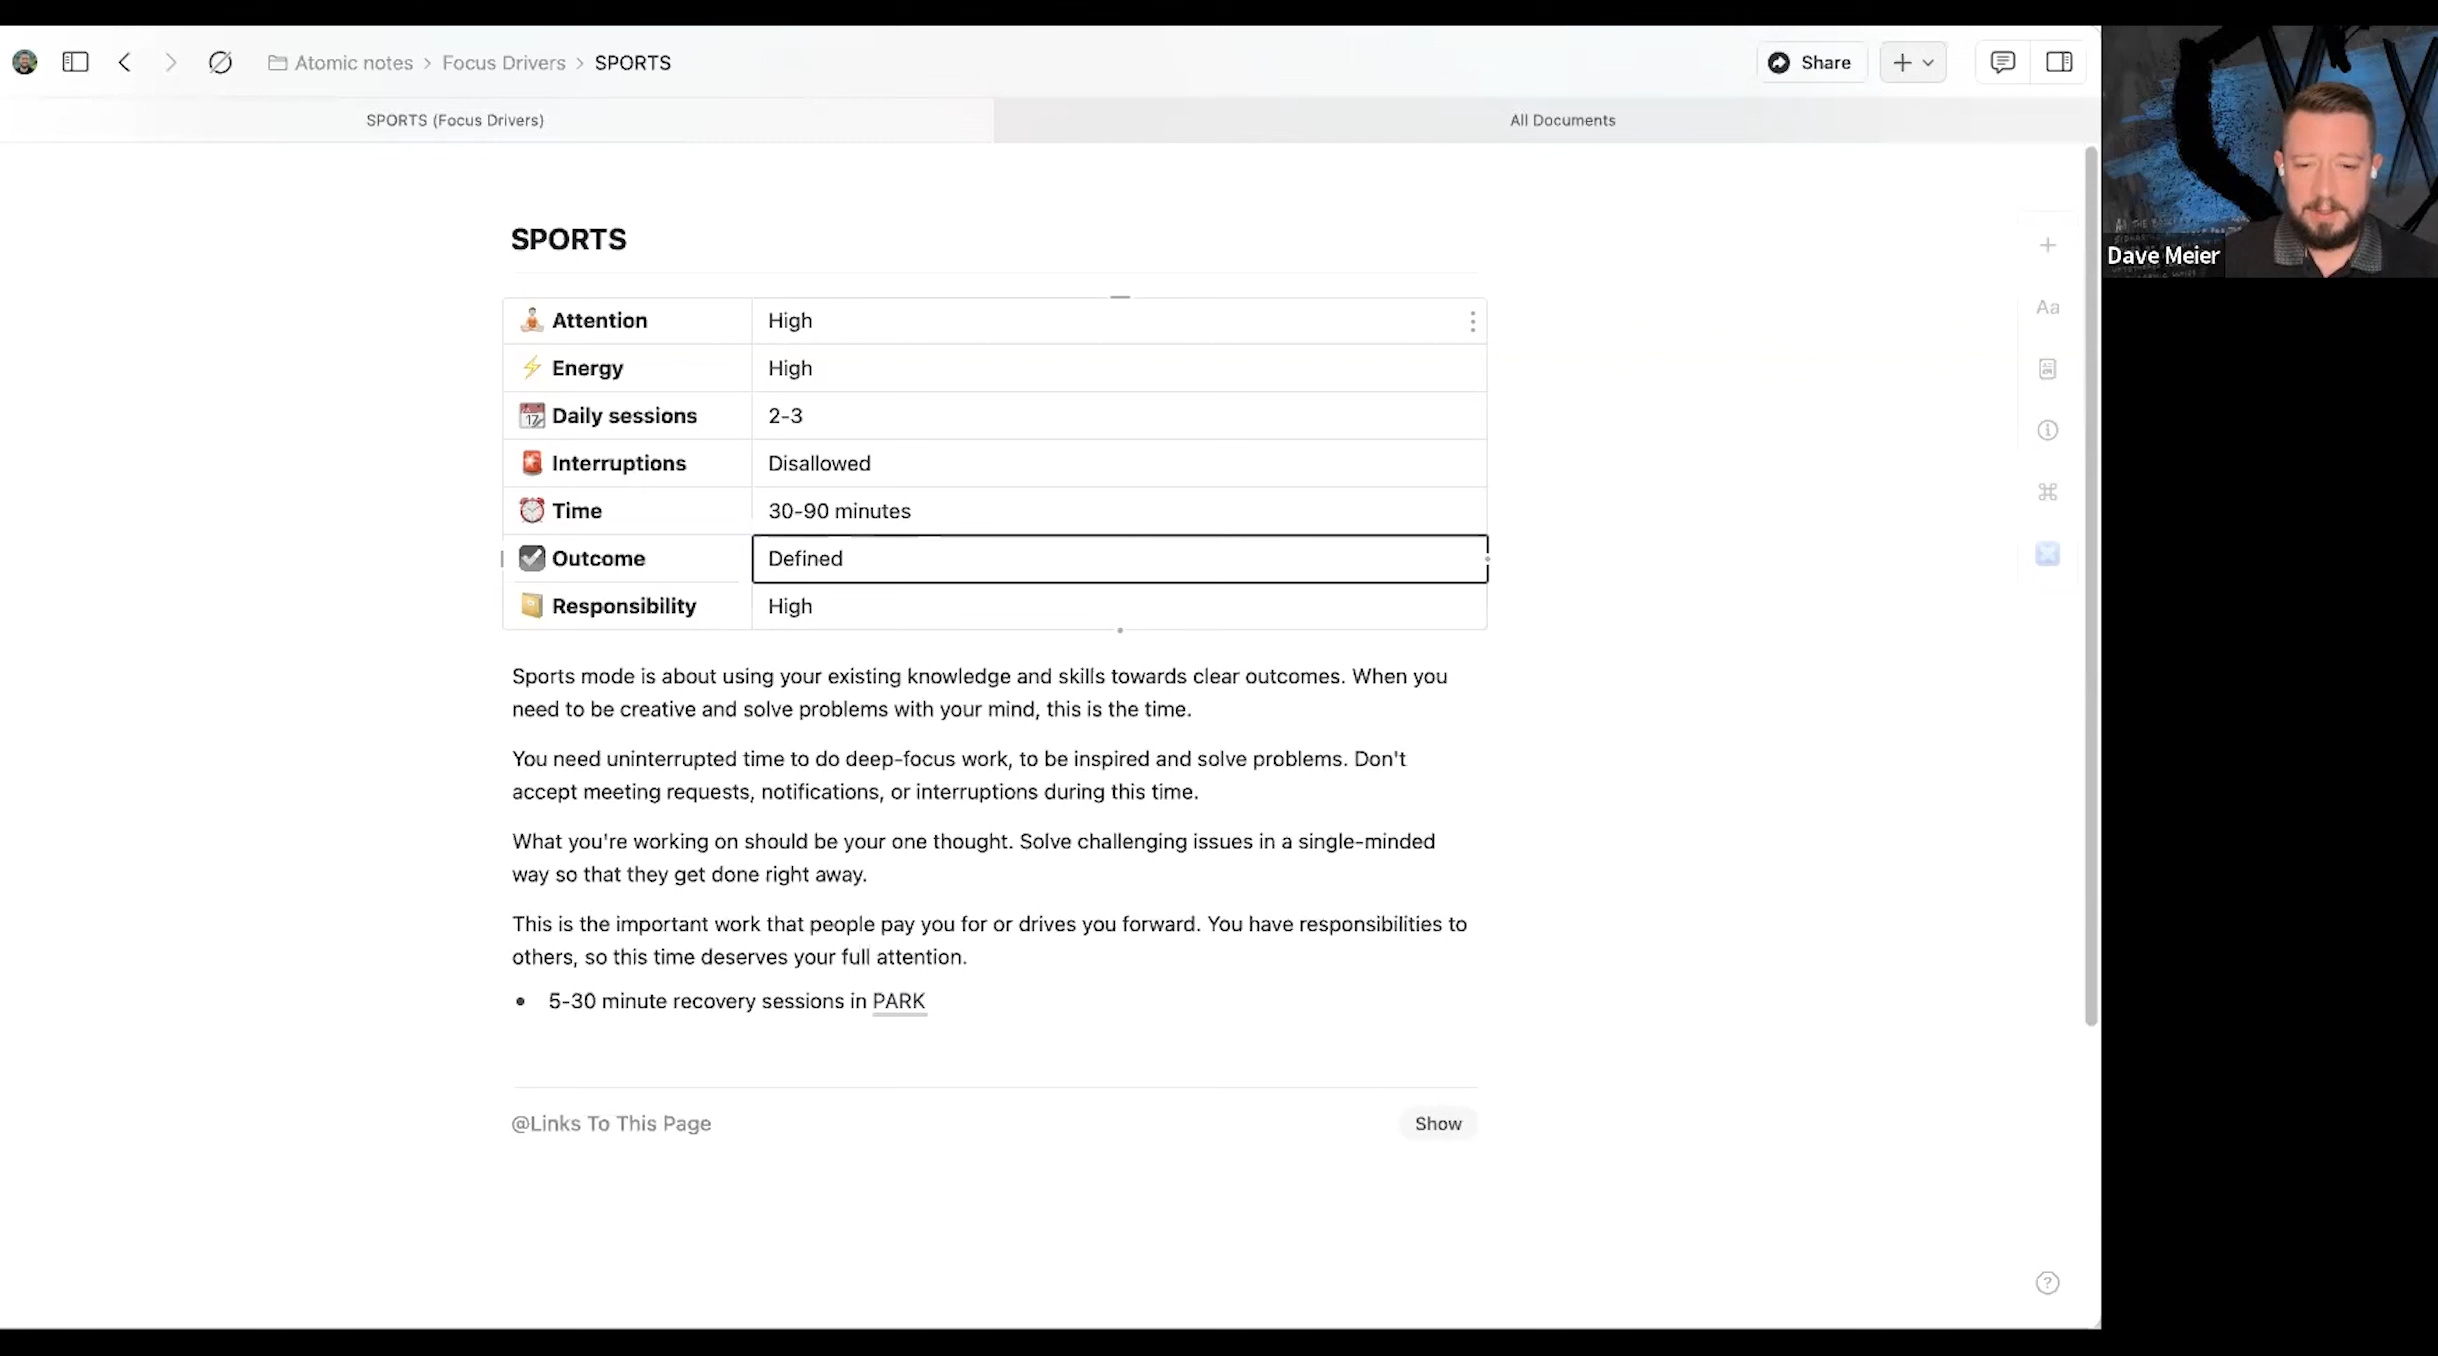 Atomic notes > Focus Drivers > SPORTS
Share
SPORTS (Focus Drivers)
All Documents
Dave Meier
SPORTS
Aa
Attention High
Energy High
Daily sessions 2-3
Interruptions Disallowed
Time 30-90 minutes
Outcome Defined
Responsibility High
Sports mode is about using your existing knowledge and skills towards clear outcomes. When you
need to be creative and solve problems with your mind, this is the time.
You need uninterrupted time to do deep-focus work, to be inspired and solve problems. Don't
accept meeting requests, notifications, or interruptions during this time.
What you're working on should be your one thought. Solve challenging issues in a single-minded
way so that they get done right away.
This is the important work that people pay you for or drives you forward. You have responsibilities to
others, so this time deserves your full attention.
• 5-30 minute recovery sessions in PARK
@Links To This Page
Show